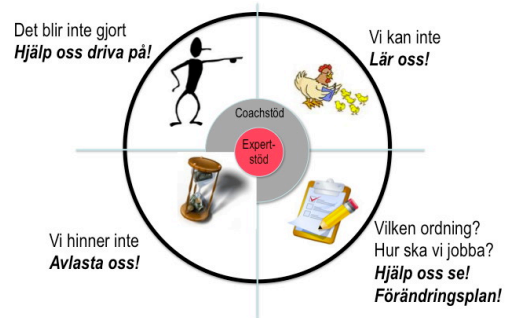 Det blir inte gjort
Hjälp oss driva på!
Vi kan inte
Lär oss!
Coachstöd
Expert-
stöd
Vi hinner inte
Avlasta oss!
Vilken ordning?
Hur ska vi jobba?
Hjälp oss se!
Förändringsplan!